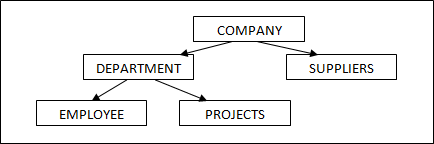 COMPANY
DEPARTMENT SUPPLIERS
EMPLOYEE PROJECTS